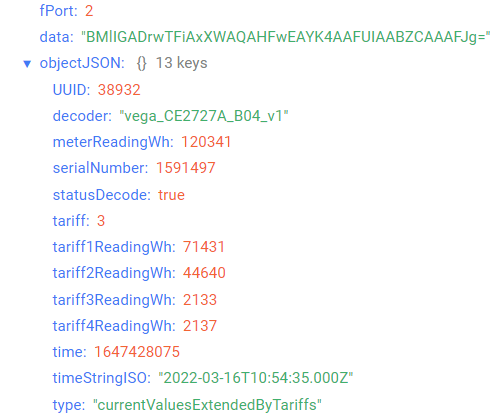 fPort: 2
data: "BMlIGADrwTFiAxXWAQAHFwEAYK4AAFUIAABZCAAAFJg="
▼ objectJSON: {} 13 keys
UUID: 38932
decoder: "vega_CE2727A_B04_v1"
meterReadingWh: 120341
serialNumber: 1591497
statusDecode: true
tariff: 3
tariff1ReadingWh: 71431
tariff2ReadingWh: 44640
tariff3ReadingWh: 2133
tariff4ReadingWh: 2137
time: 1647428075
timeStringISO: "2022-03-16T10:54:35.000Z"
type: "currentValuesExtendedByTariffs"